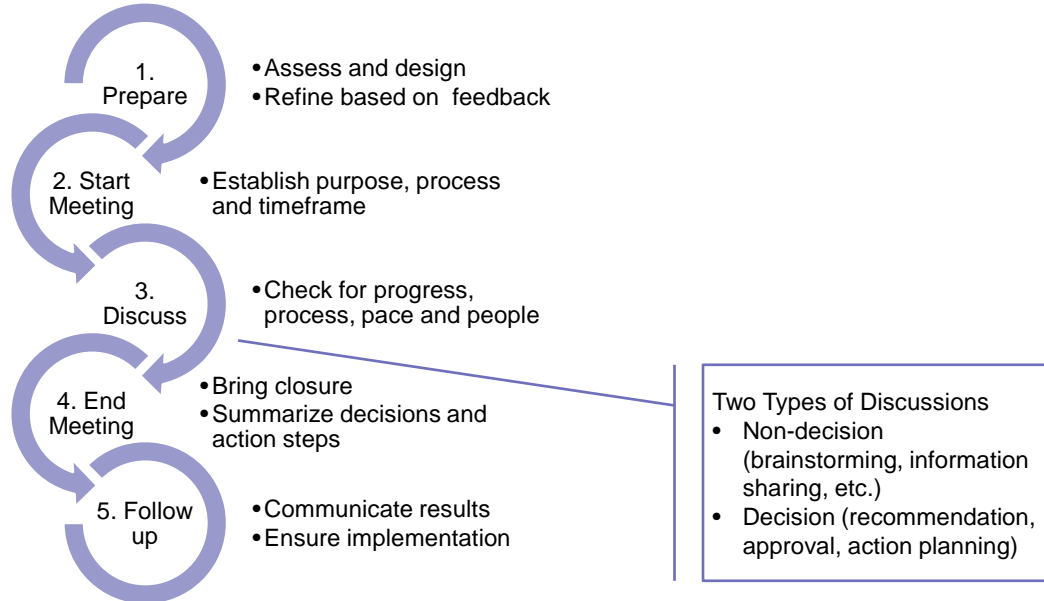 1.
Prepare
•Assess and design
•Refine based on feedback
2. Start
Meeting
•Establish purpose, process
and timeframe
3.
Discuss
•Check for progress,
process, pace and people
4. End
Meeting
•Bring closure
•Summarize decisions and
action steps
5. Follow
up
•Communicate results
•Ensure implementation
Two Types of Discussions
• Non-decision
(brainstorming, information
sharing, etc.)
• Decision (recommendation,
approval, action planning)